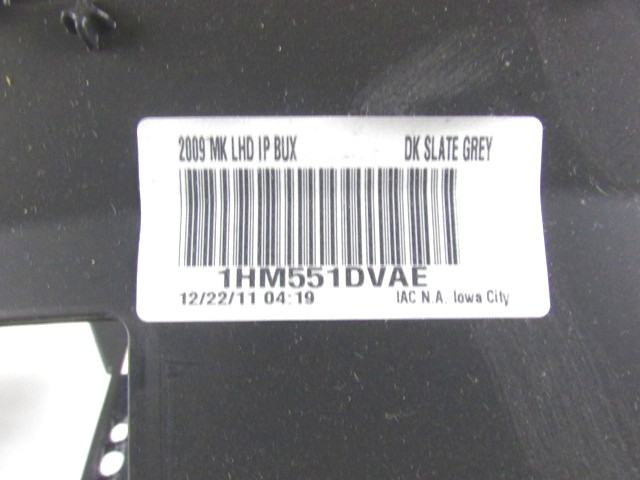 2009 MK LHD IP BUX DK SLATE GREY
1HM551DVAE
12/22/11 04:19 IAC N.A. Iowa City